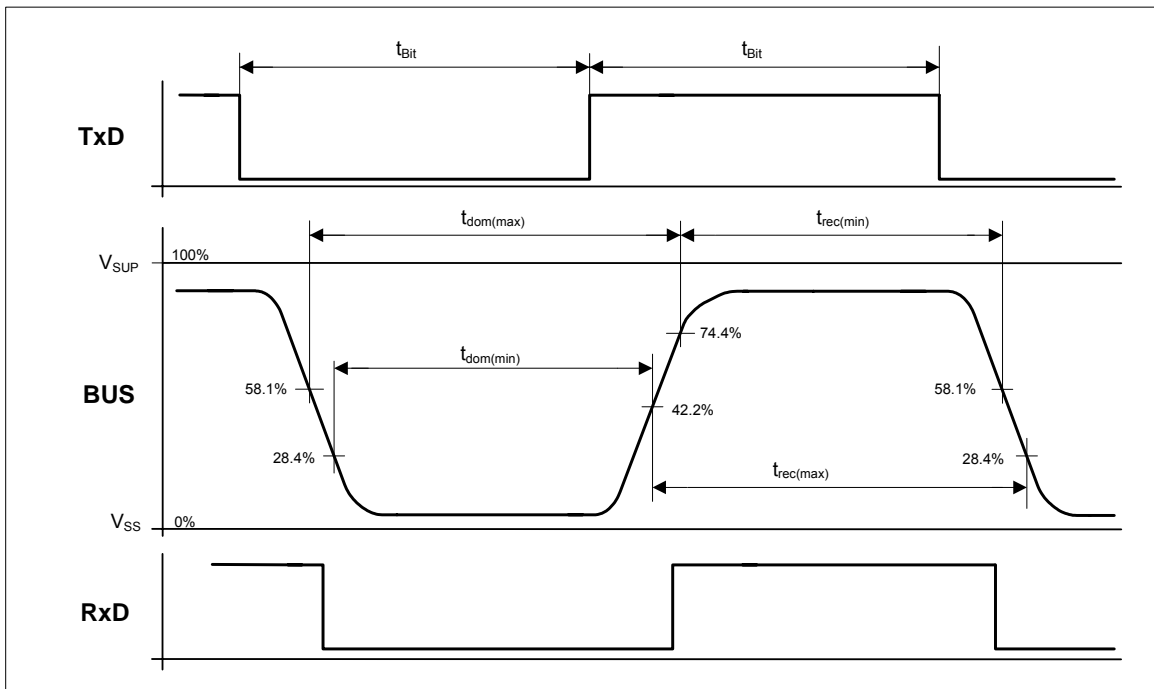 t_Bit t_Bit
TxD
t_dom(max) t_rec(min)
V_SUP 100%
74.4%
t_dom(min)
BUS 58.1% 42.2% 58.1%
28.4% 28.4%
t_rec(max)
V_SS 0%
RxD